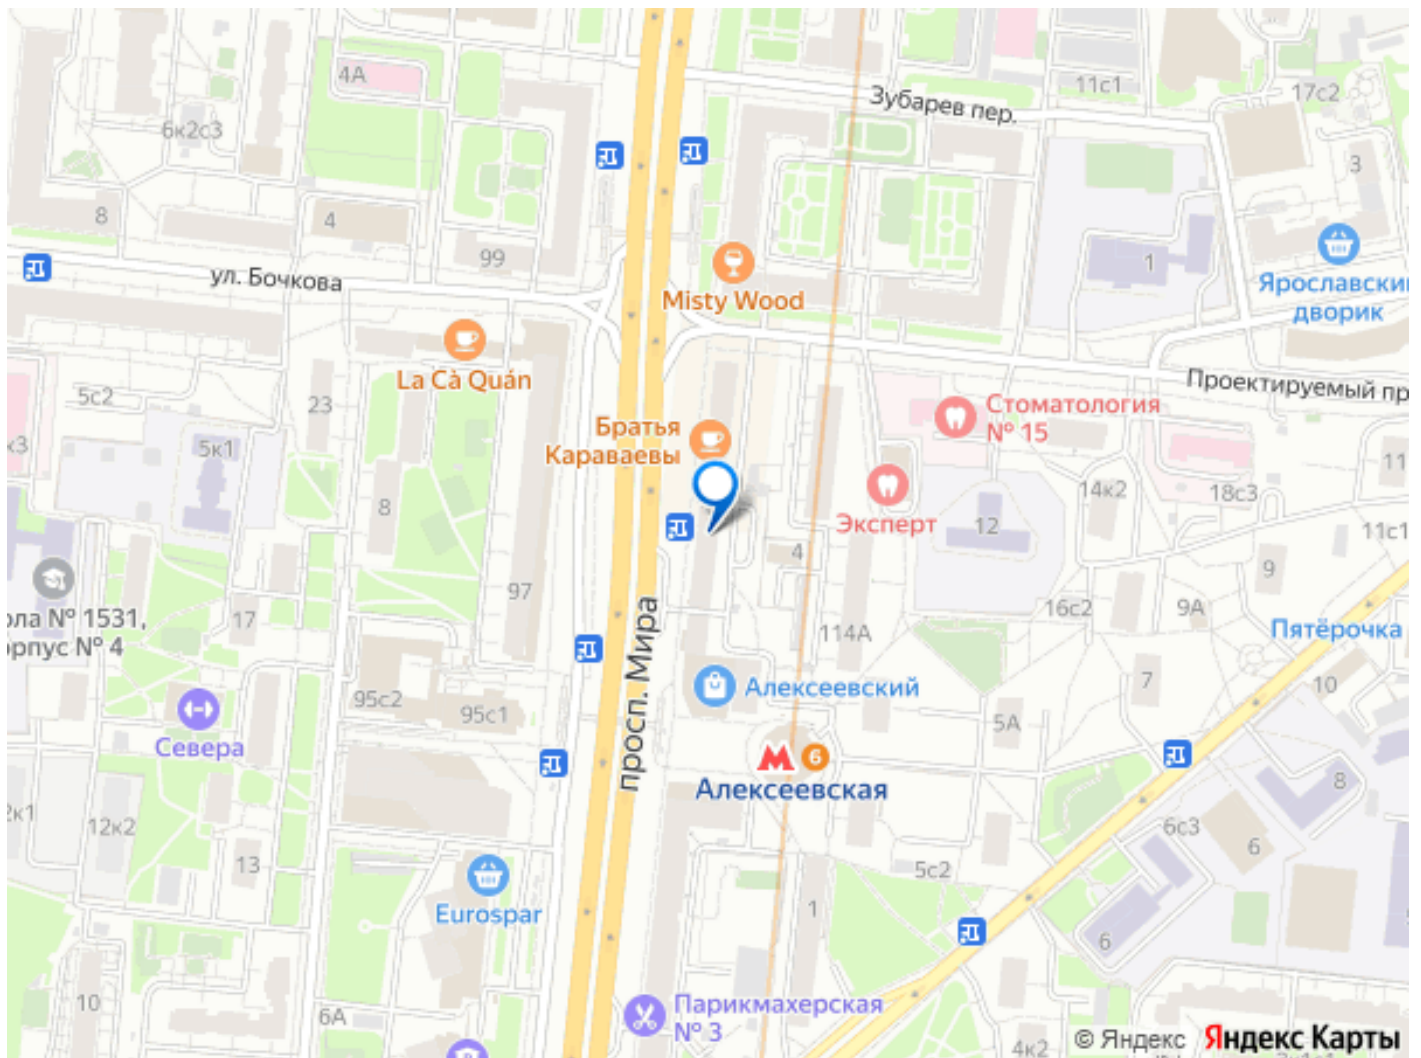 4А
11с1
17с2
Зубарев пер.
6к2с3
3
8
4
99
1
ул. Бочкова
Misty Wood
Ярославски
дворик
La Cà Quán
Проектируемый пр
5с2
23
Стоматология
№ 15
Братья
Караваевы
к3
5к1
11
14к2
18с3
8
Эксперт
12
11с1
4
9
97
16с2
9А
ола № 1531,
орпус № 4
17
114А
Пятёрочка
просп. Мира
7
10
95с2
95с1
Алексеевский
5А
Севера
6
Алексеевская
8
2к1
12к2
6с3
6
13
5с2
Eurospar
1
6
10
6А
Парикмахерская
№ 3
4к2
© Яндекс Яндекс Карты